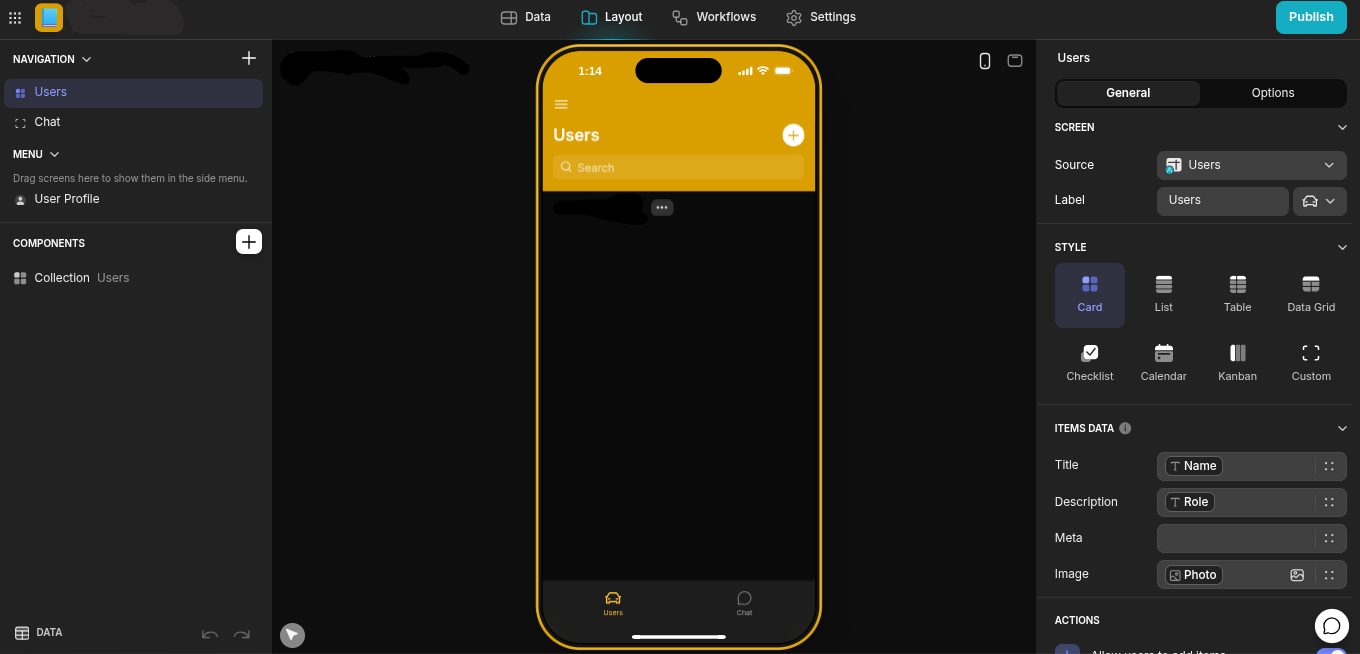 Data
Layout
Workflows
Settings
Publish
NAVIGATION
Users
Chat
MENU
Drag screens here to show them in the side menu.
User Profile
COMPONENTS
Collection Users
DATA
1:14
Users
Search
Users
Chat
Users
General
Options
SCREEN
Source
Users
Label
Users
STYLE
Card
List
Table
Data Grid
Checklist
Calendar
Kanban
Custom
ITEMS DATA
Title
Name
Description
Role
Meta
Image
Photo
ACTIONS
Allow users to add items